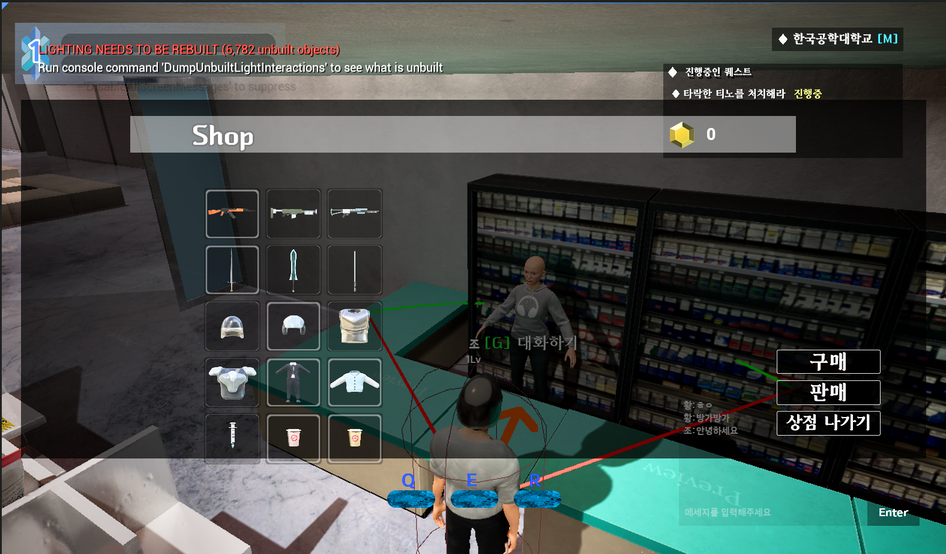 LIGHTING NEEDS TO BE REBUILT (6,782 unbuilt objects)
Run console command 'DumpUnbuiltLightInteractions' to see what is unbuilt
to suppress
한국공학대학교 [M]
진행중인 퀘스트
타락한 티노를 처치해라 진행중
Shop
0
조 [G] 대화하기
1Lv
구매
판매
상점 나가기
황: ㅎㅇ
황: 방가방가
조: 안녕하세요
Q E R
Preview
메세지를 입력해주세요
Enter